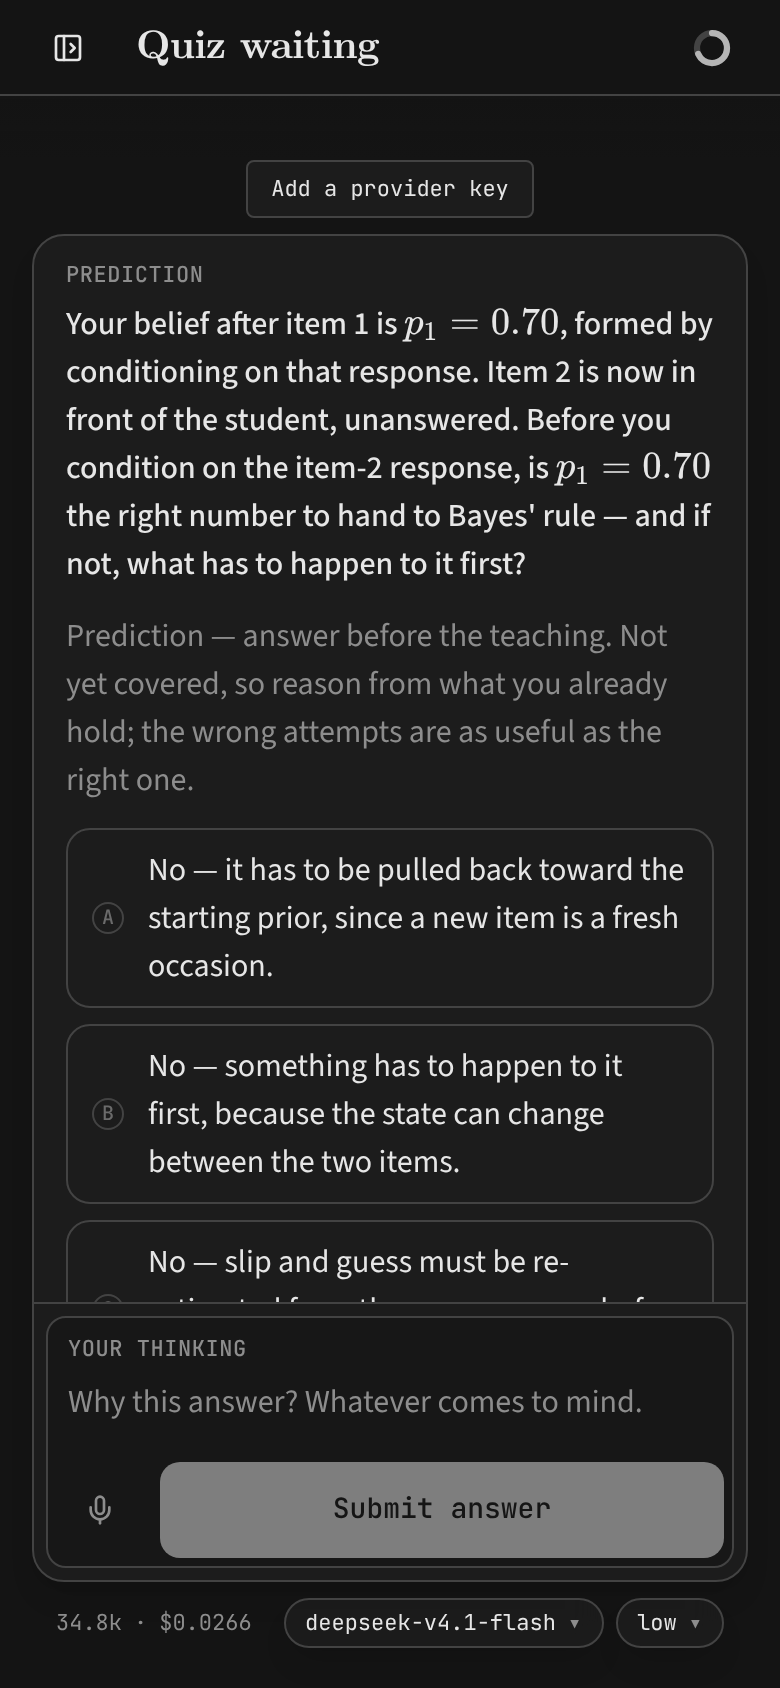 Quiz waiting
Add a provider key
PREDICTION
Your belief after item 1 is p₁ = 0.70, formed by
conditioning on that response. Item 2 is now in
front of the student, unanswered. Before you
condition on the item-2 response, is p₁ = 0.70
the right number to hand to Bayes' rule — and if
not, what has to happen to it first?
Prediction — answer before the teaching. Not
yet covered, so reason from what you already
hold; the wrong attempts are as useful as the
right one.
A
No — it has to be pulled back toward the
starting prior, since a new item is a fresh
occasion.
B
No — something has to happen to it
first, because the state can change
between the two items.
No — slip and guess must be re-
YOUR THINKING
Why this answer? Whatever comes to mind.
Submit answer
34.8k · $0.0266
deepseek-v4.1-flash ▾
low ▾